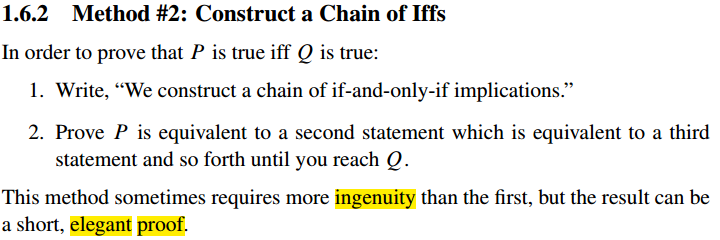 1.6.2 Method #2: Construct a Chain of Iffs
In order to prove that P is true iff Q is true:
1. Write, “We construct a chain of if-and-only-if implications.”
2. Prove P is equivalent to a second statement which is equivalent to a third
statement and so forth until you reach Q.
This method sometimes requires more ingenuity than the first, but the result can be
a short, elegant proof.